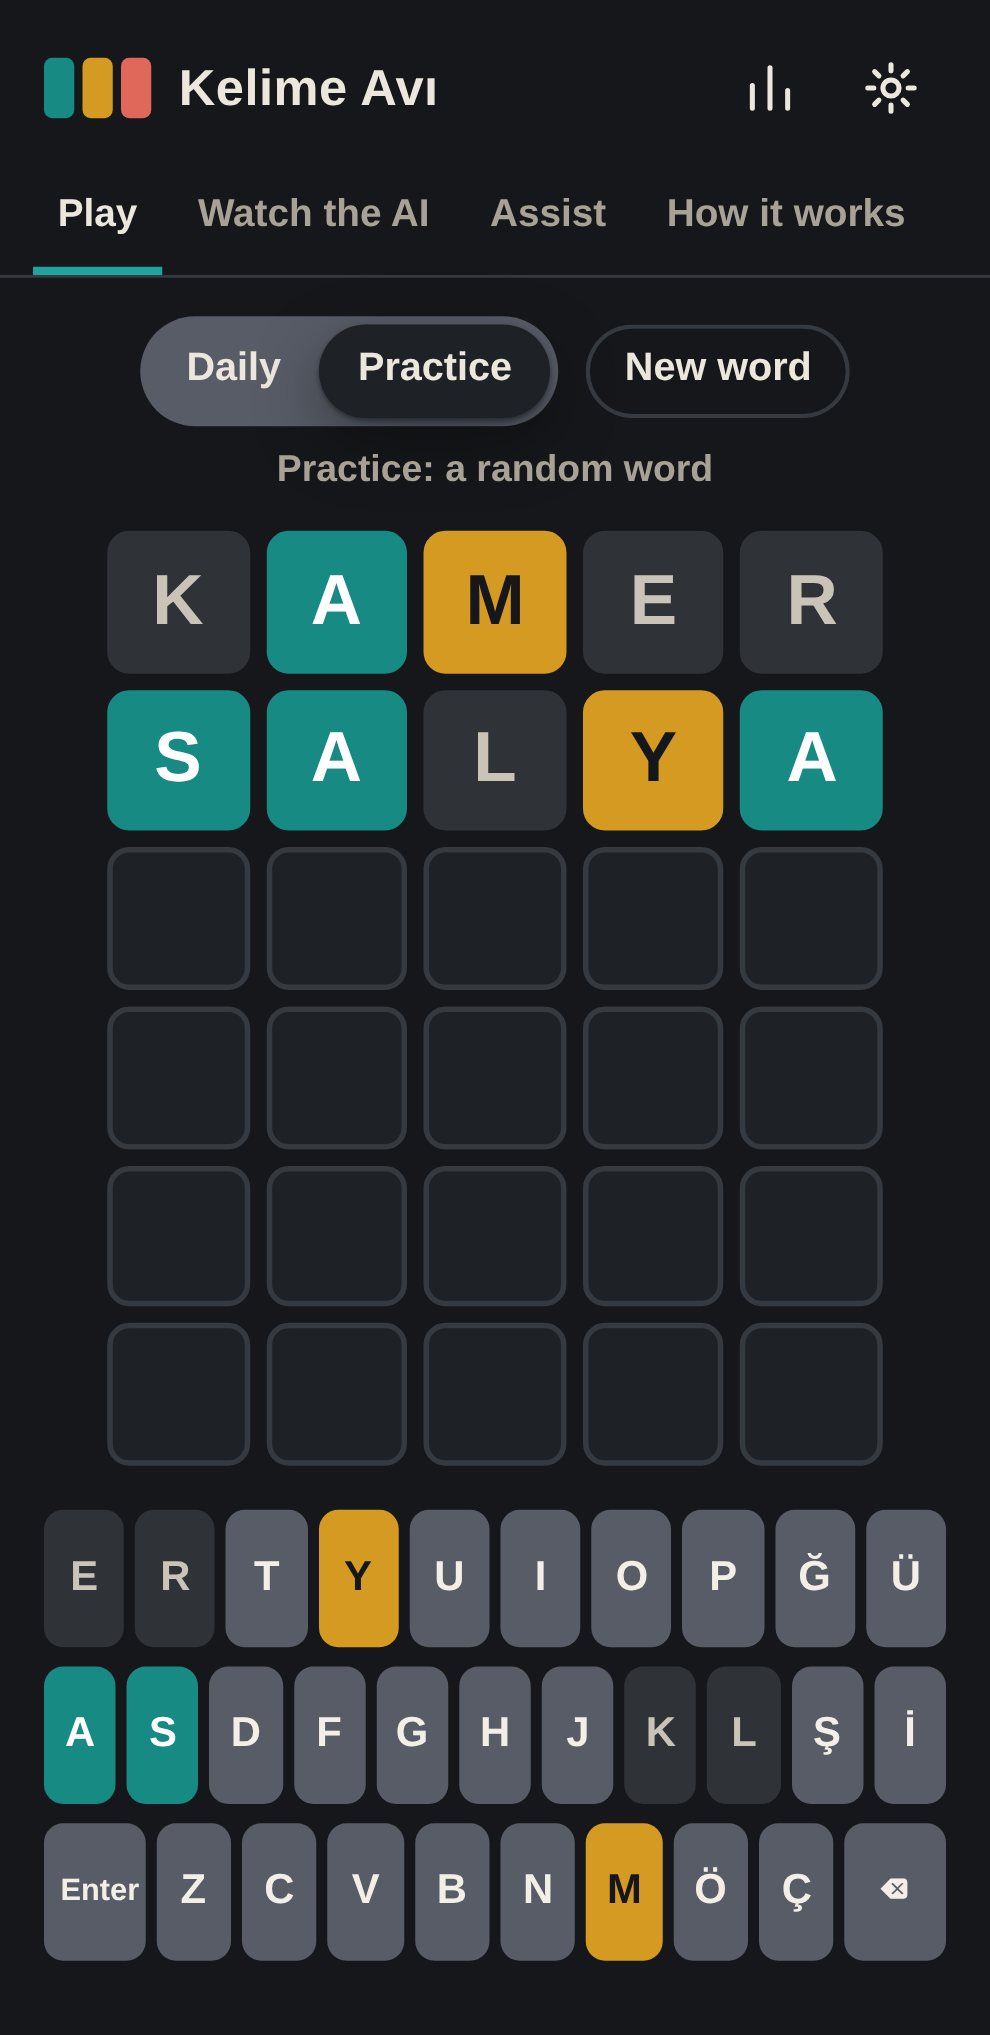 Kelime Avı
Play Watch the AI Assist How it works
Daily Practice New word
Practice: a random word
K A M E R
S A L Y A
E R T Y U I O P Ğ Ü
A S D F G H J K L Ş İ
Enter Z C V B N M Ö Ç